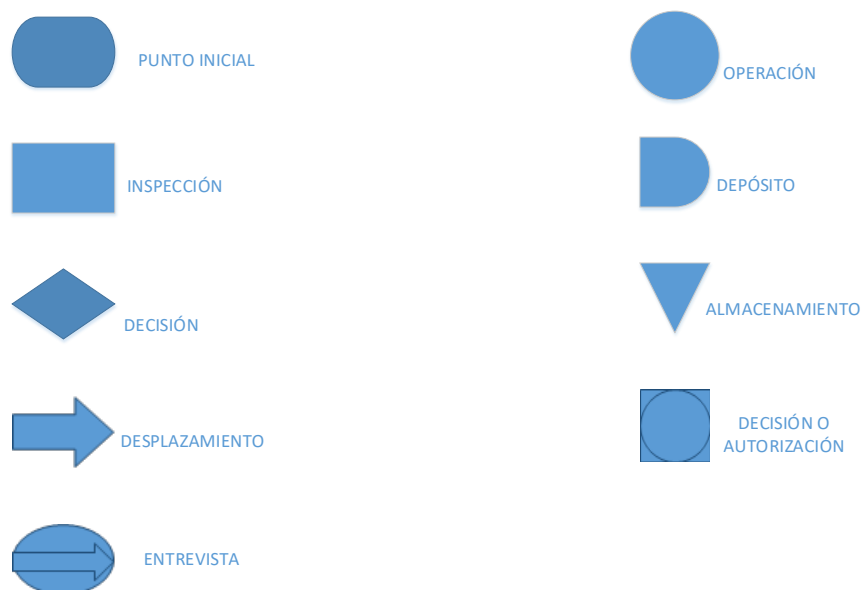 PUNTO INICIAL
OPERACIÓN
INSPECCIÓN
DEPÓSITO
DECISIÓN
ALMACENAMIENTO
DESPLAZAMIENTO
DECISIÓN O
AUTORIZACIÓN
ENTREVISTA